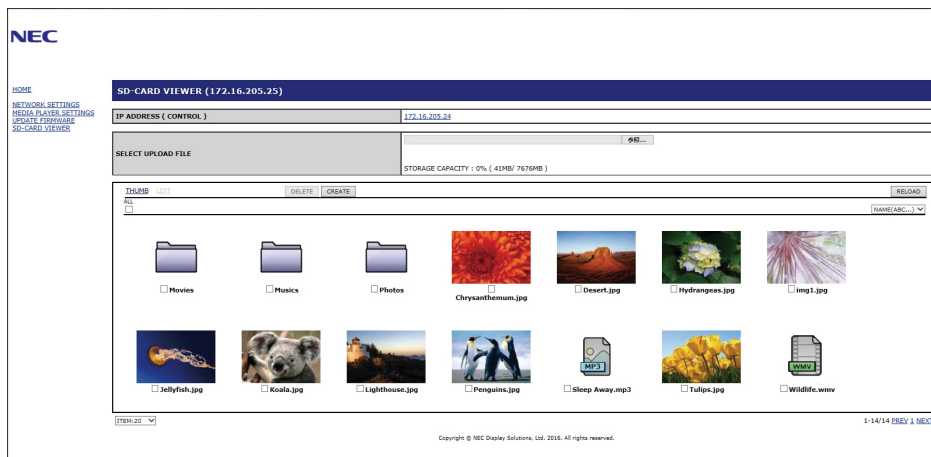 NEC
HOME
NETWORK SETTINGS
MEDIA PLAYER SETTINGS
UPDATE FIRMWARE
SD-CARD VIEWER
SD-CARD VIEWER (172.16.205.25)
IP ADDRESS ( CONTROL ) 172.16.205.24
SELECT UPLOAD FILE
参照...
STORAGE CAPACITY : 0% ( 41MB/ 7676MB )
THUMB LIST DELETE CREATE RELOAD
ALL
NAME(ABC...)
Movies Musics Photos Chrysanthemum.jpg Desert.jpg Hydrangeas.jpg img1.jpg
MP3 WMV
Jellyfish.jpg Koala.jpg Lighthouse.jpg Penguins.jpg Sleep Away.mp3 Tulips.jpg Wildlife.wmv
ITEM:20 1-14/14 PREV 1 NEXT
Copyright © NEC Display Solutions, Ltd. 2016. All rights reserved.